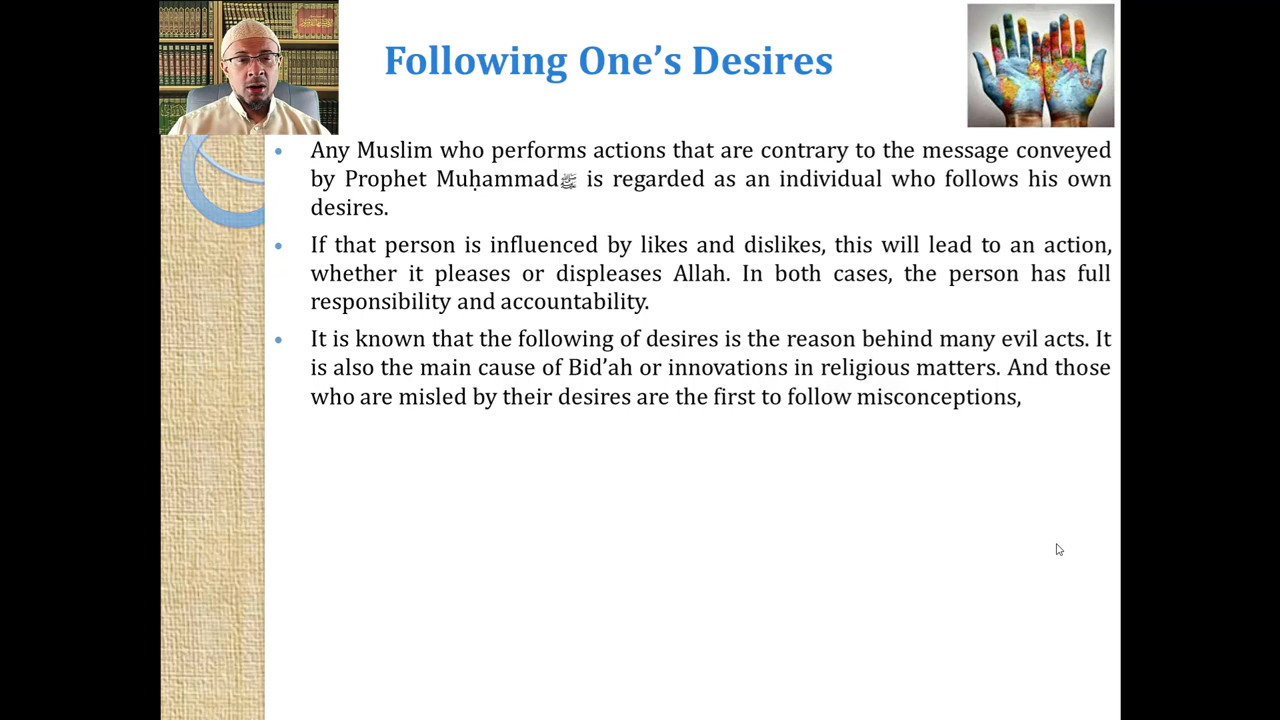 Following One’s Desires
• Any Muslim who performs actions that are contrary to the message conveyed
by Prophet Muḥammadﷺ is regarded as an individual who follows his own
desires.
• If that person is influenced by likes and dislikes, this will lead to an action,
whether it pleases or displeases Allah. In both cases, the person has full
responsibility and accountability.
• It is known that the following of desires is the reason behind many evil acts. It
is also the main cause of Bid’ah or innovations in religious matters. And those
who are misled by their desires are the first to follow misconceptions,